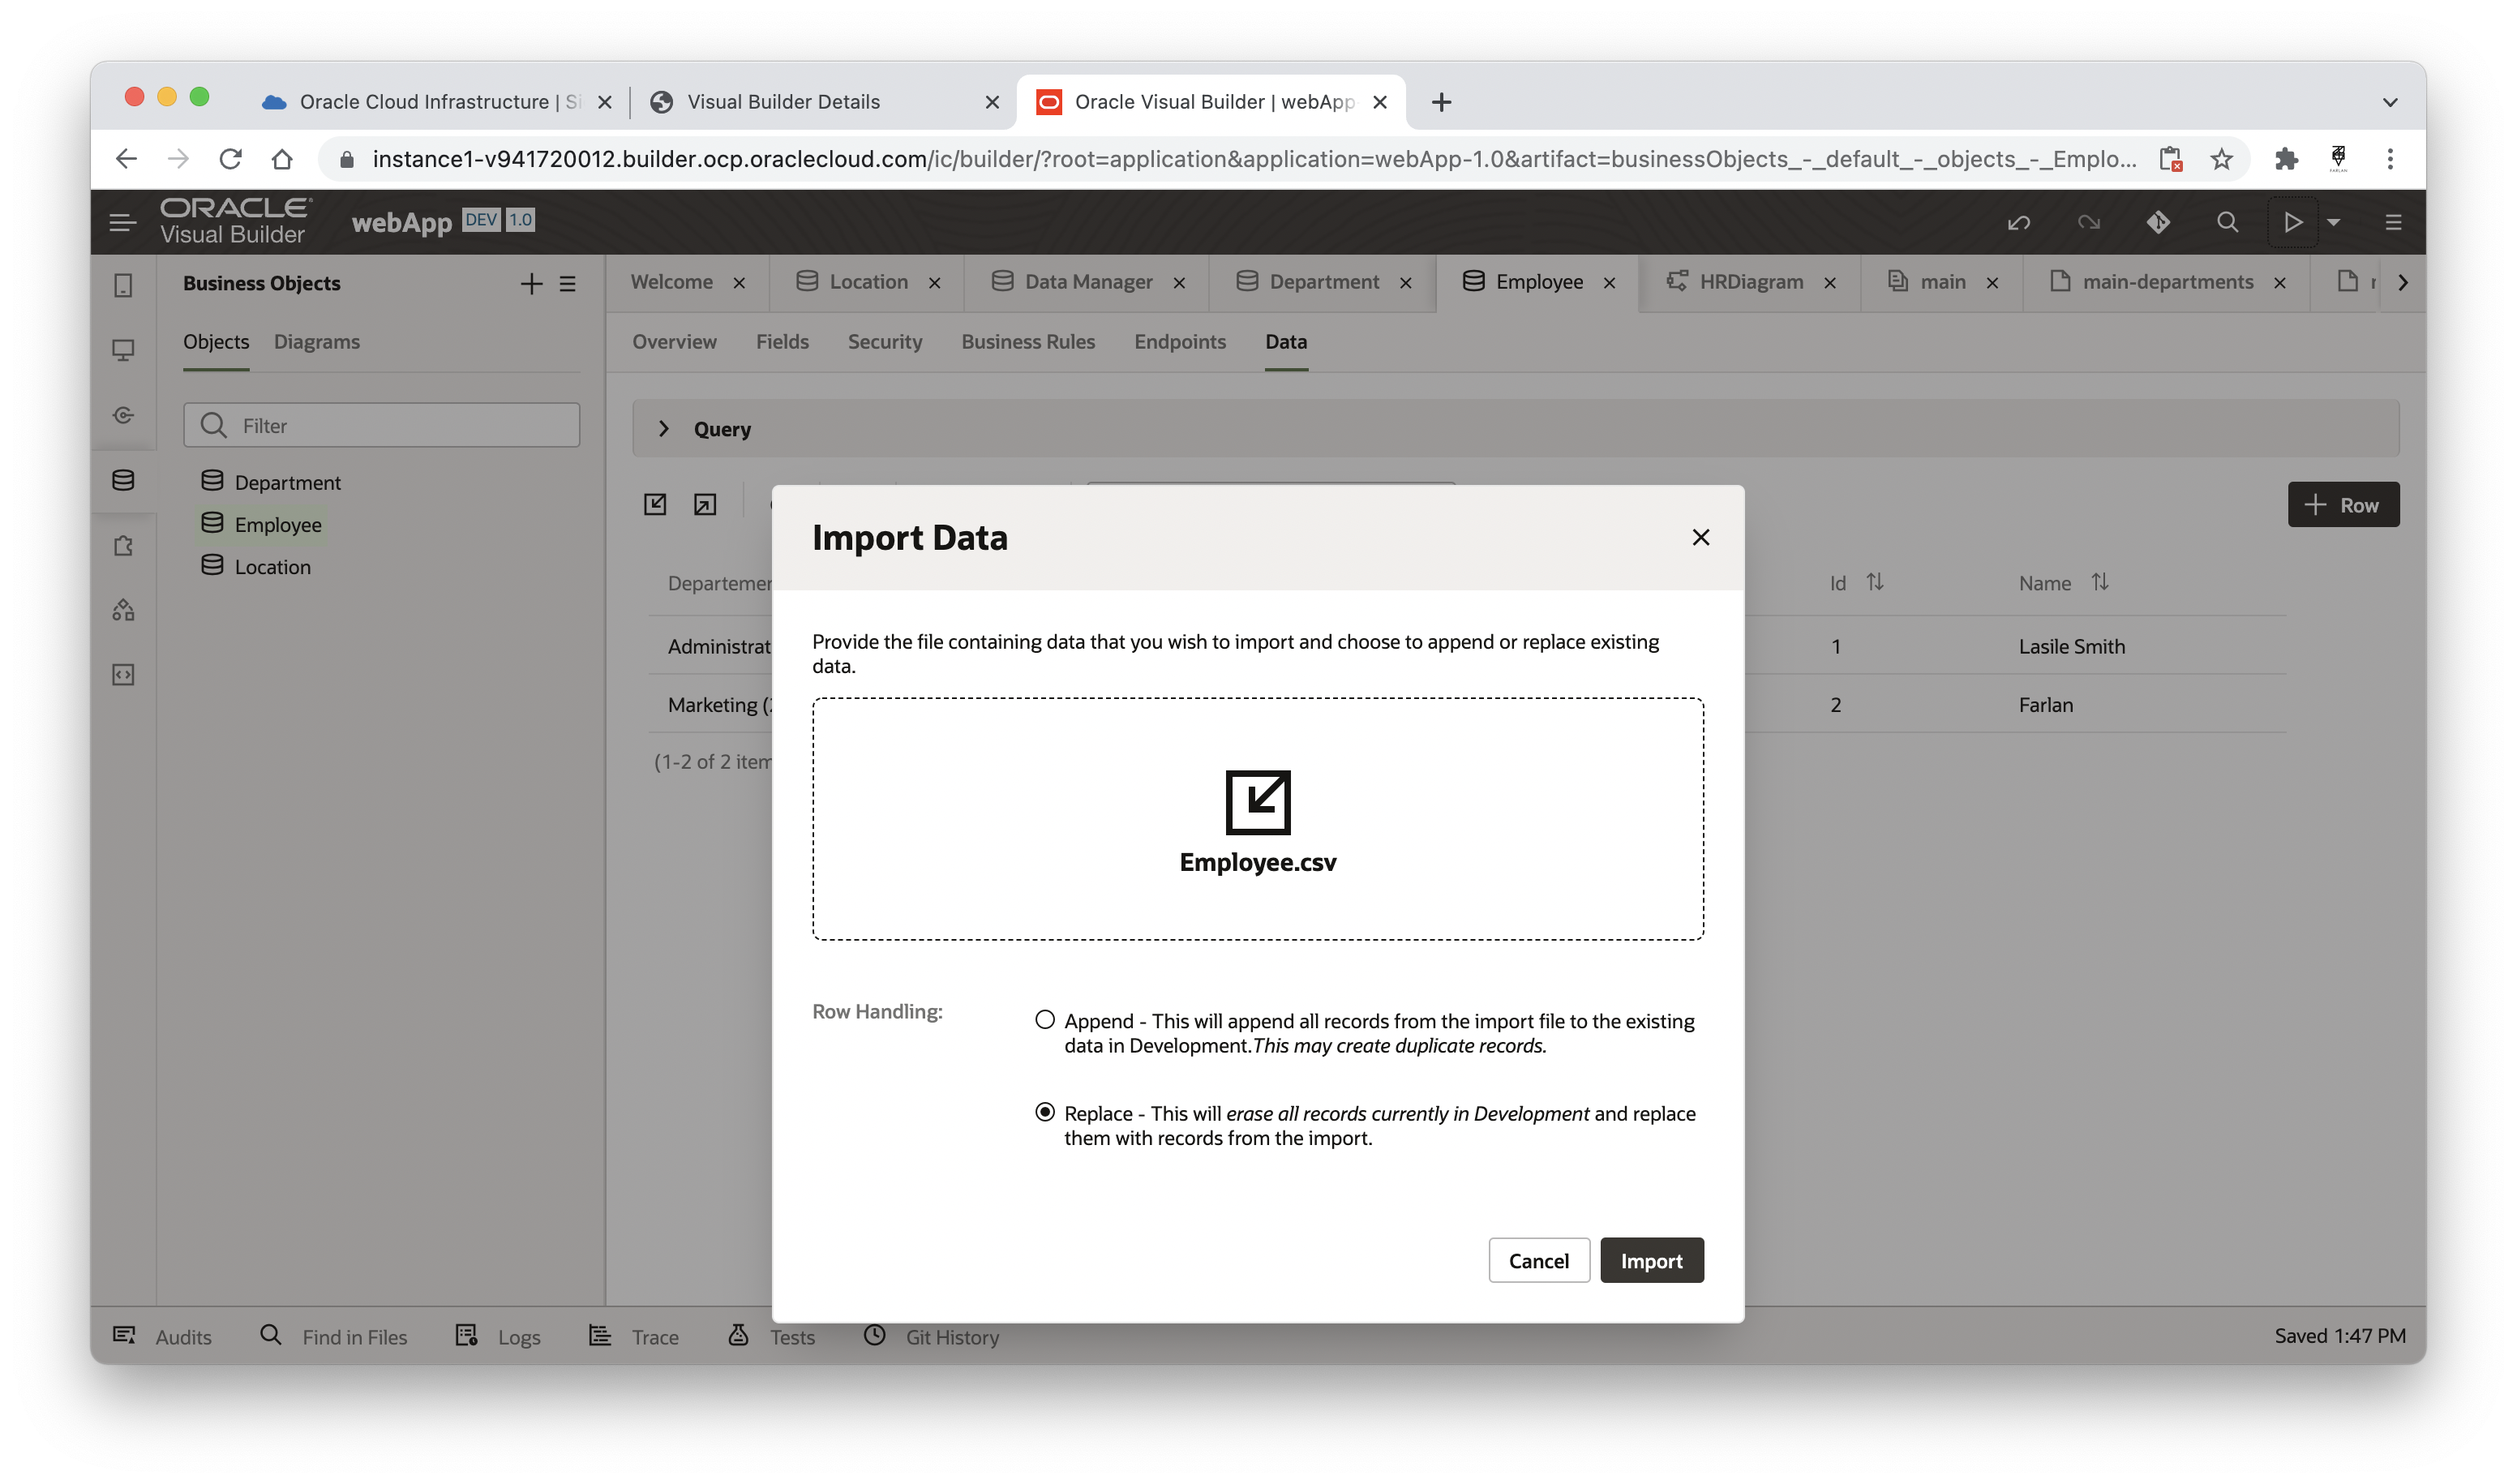 Oracle Cloud Infrastructure | Si
Visual Builder Details
Oracle Visual Builder | webApp
instance1-v941720012.builder.ocp.oraclecloud.com/ic/builder/?root=application&application=webApp-1.0&artifact=businessObjects_-_default_-_objects_-_Emplo...
ORACLE
Visual Builder
webApp DEV 1.0
Business Objects
Welcome
Location
Data Manager
Department
Employee
HRDiagram
main
main-departments
Objects Diagrams
Overview Fields Security Business Rules Endpoints Data
Filter
Query
Department
Employee
Location
Row
Import Data
Departemen
Id
Name
Administrat
1
Lasile Smith
Marketing (2
2
Farlan
(1-2 of 2 item
Provide the file containing data that you wish to import and choose to append or replace existing
data.
Employee.csv
Row Handling:
Append - This will append all records from the import file to the existing
data in Development.This may create duplicate records.
Replace - This will erase all records currently in Development and replace
them with records from the import.
Cancel Import
Audits Find in Files Logs Trace Tests Git History Saved 1:47 PM